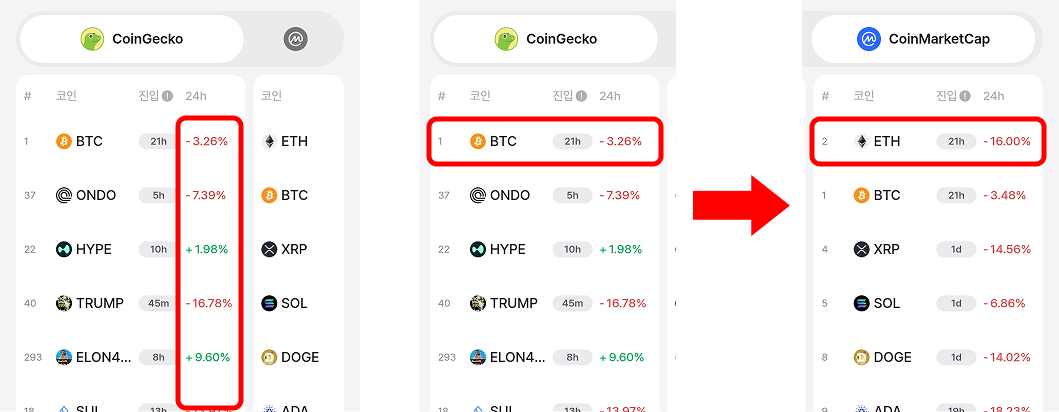 CoinGecko
# 코인 진입 24h 코인
1 BTC 21h -3.26% ETH
37 ONDO 5h -7.39% BTC
22 HYPE 10h +1.98% XRP
40 TRUMP 45m -16.78% SOL
293 ELON4... 8h +9.60% DOGE
18 SUI 13h -13.97% ADA
CoinGecko
# 코인 진입 24h
1 BTC 21h -3.26%
37 ONDO 5h -7.39%
22 HYPE 10h +1.98%
40 TRUMP 45m -16.78%
293 ELON4... 8h +9.60%
18 SUI 13h -13.97%
CoinMarketCap
# 코인 진입 24h
2 ETH 21h -16.00%
1 BTC 21h -3.48%
4 XRP 1d -14.56%
5 SOL 1d -6.86%
8 DOGE 1d -14.02%
9 ADA 19h -18.23%